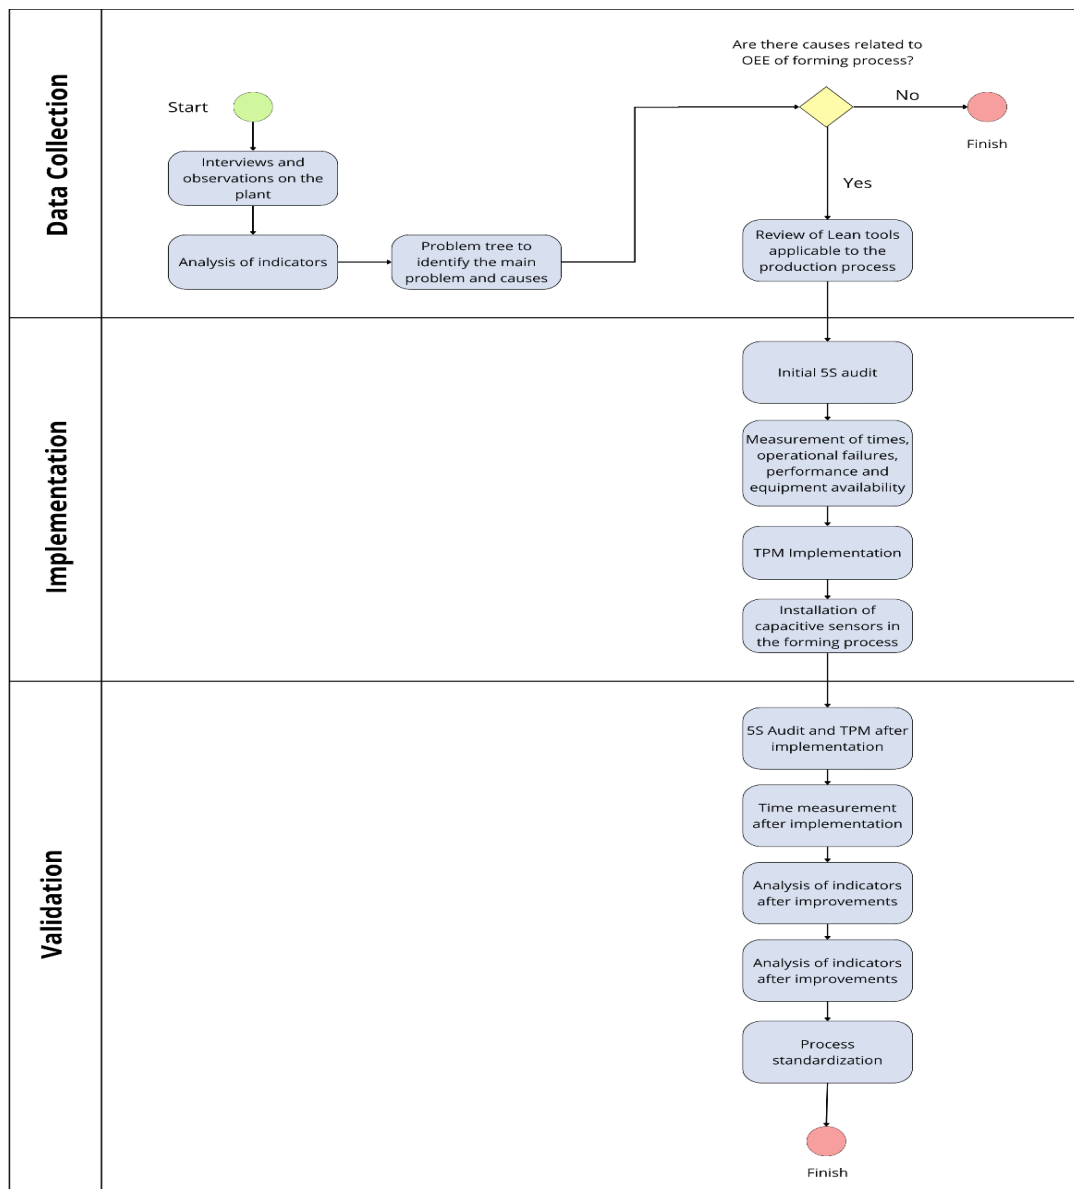 Data Collection
Start
Interviews and
observations on the
plant
Analysis of indicators
Problem tree to
identify the main
problem and causes
Are there causes related to
OEE of forming process?
No
Finish
Yes
Review of Lean tools
applicable to the
production process
Implementation
Initial 5S audit
Measurement of times,
operational failures,
performance and
equipment availability
TPM Implementation
Installation of
capacitive sensors in
the forming process
Validation
5S Audit and TPM after
implementation
Time measurement
after implementation
Analysis of indicators
after improvements
Analysis of indicators
after improvements
Process
standardization
Finish